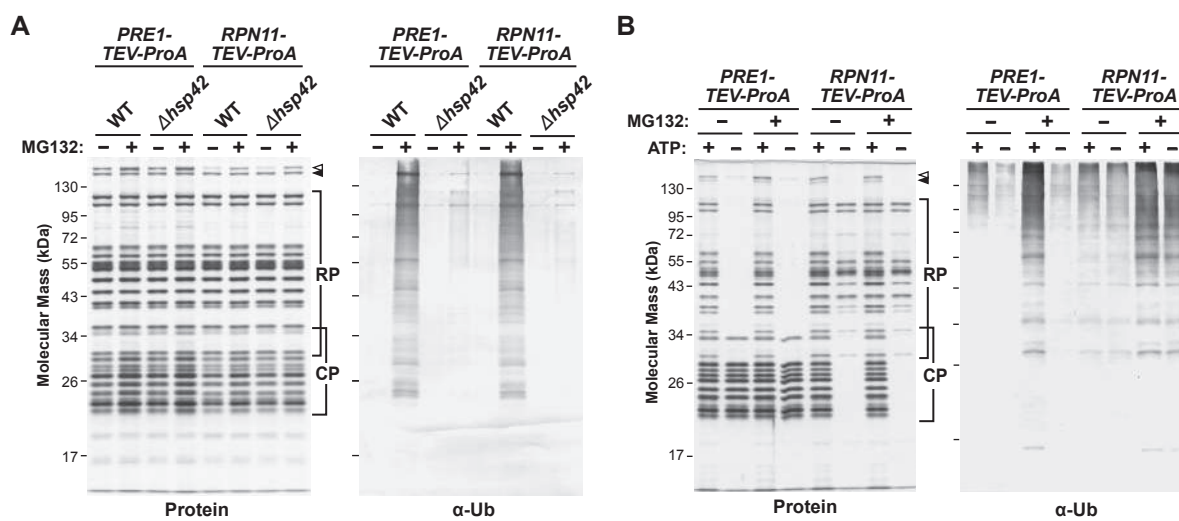 A
PRE1-
TEV-ProA
RPN11-
TEV-ProA
WT
Δhsp42
WT
Δhsp42
MG132:
– + – + – + – +
Molecular Mass (kDa)
130
95
72
55
43
34
26
17
RP
CP
Protein
PRE1-
TEV-ProA
RPN11-
TEV-ProA
WT
Δhsp42
WT
Δhsp42
– + – + – + – +
α-Ub
B
PRE1-
TEV-ProA
RPN11-
TEV-ProA
MG132:
– + – +
ATP:
+ – + – + – + –
Molecular Mass (kDa)
130
95
72
55
43
34
26
17
RP
CP
Protein
PRE1-
TEV-ProA
RPN11-
TEV-ProA
– + – +
+ – + – + – + –
α-Ub